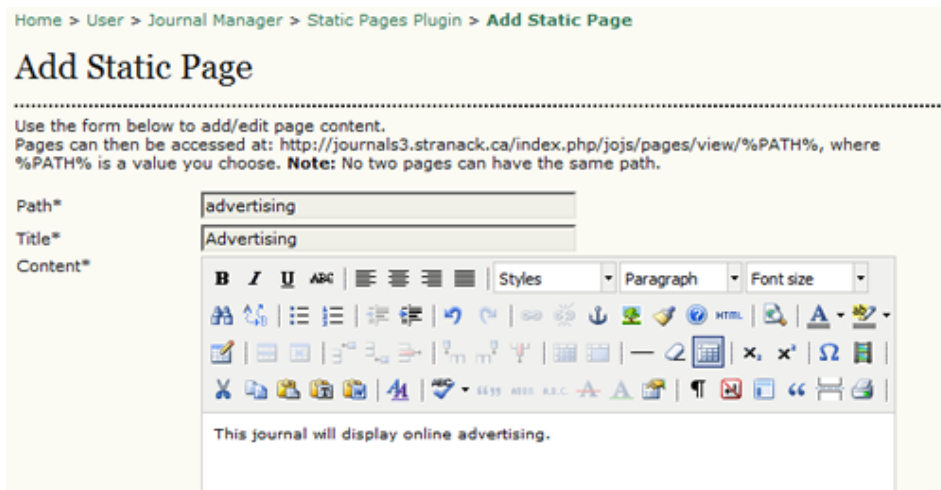 Home > User > Journal Manager > Static Pages Plugin > Add Static Page
Add Static Page
Use the form below to add/edit page content.
Pages can then be accessed at: http://journals3.stranack.ca/index.php/jojs/pages/view/%PATH%, where
%PATH% is a value you choose. Note: No two pages can have the same path.
Path* advertising
Title* Advertising
Content*
B I U ABC Styles Paragraph Font size
HTML A
x₂ x² Ω
¶
This journal will display online advertising.